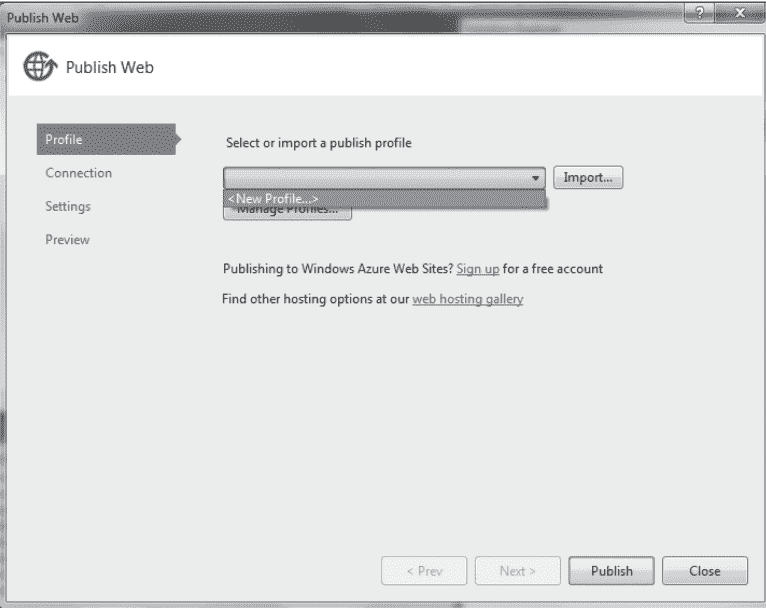 Publish Web
?
X
Publish Web
Profile
Select or import a publish profile
Connection
Import...
<New Profile...>
Settings
Manage Profiles...
Preview
Publishing to Windows Azure Web Sites? Sign up for a free account
Find other hosting options at our web hosting gallery
< Prev
Next >
Publish
Close